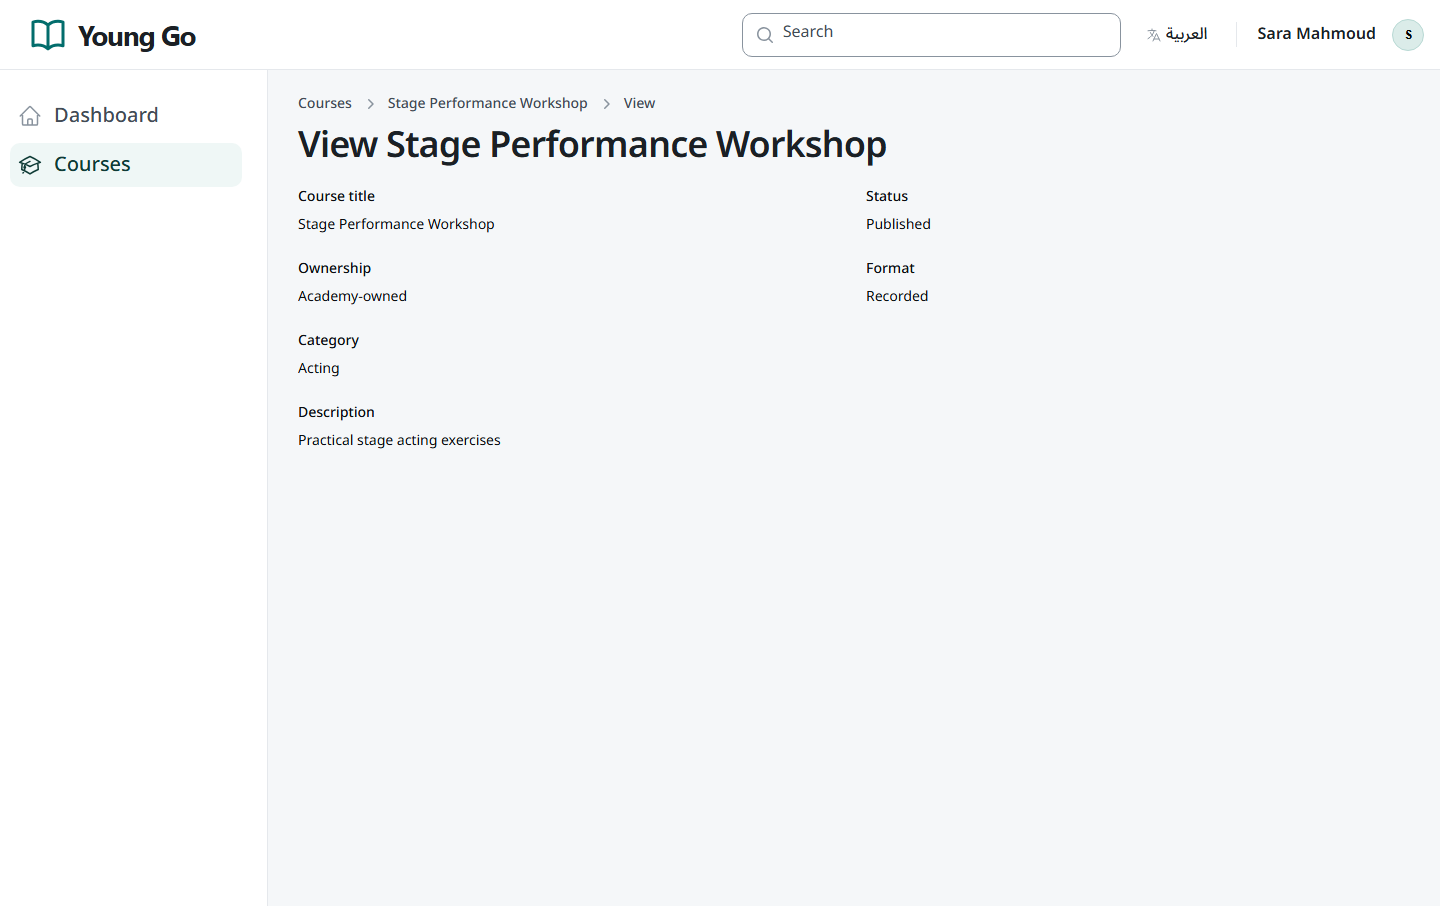 Young Go
Search
العربية
Sara Mahmoud
S
Dashboard
Courses
Courses
Stage Performance Workshop
View
View Stage Performance Workshop
Course title
Stage Performance Workshop
Status
Published
Ownership
Academy-owned
Format
Recorded
Category
Acting
Description
Practical stage acting exercises